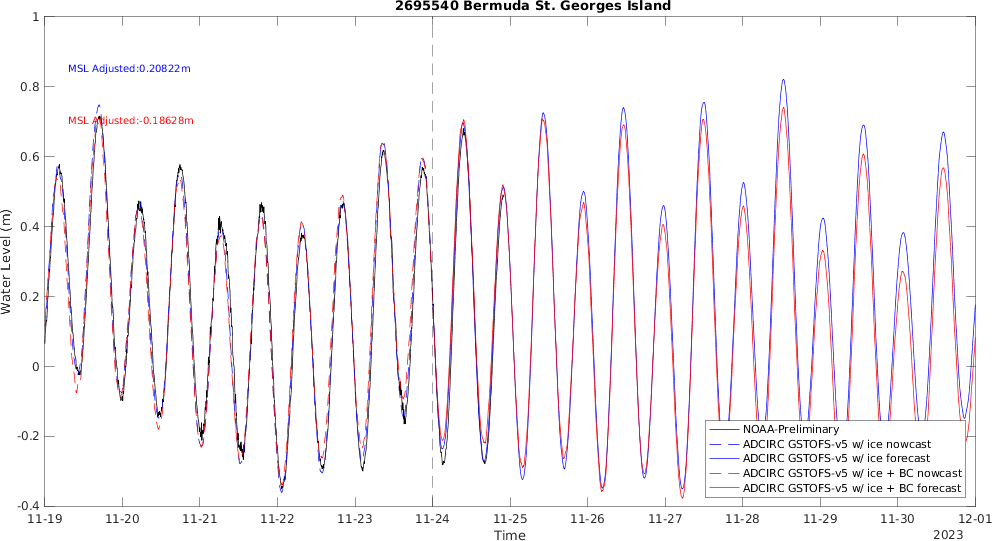 2695540 Bermuda St. Georges Island
1
MSL Adjusted:0.20822m
0.8
MSL Adjusted:-0.18628m
0.6
0.4
Water Level (m)
0.2
0
-0.2
-0.4
NOAA-Preliminary
ADCIRC GSTOFS-v5 w/ ice nowcast
ADCIRC GSTOFS-v5 w/ ice forecast
ADCIRC GSTOFS-v5 w/ ice + BC nowcast
ADCIRC GSTOFS-v5 w/ ice + BC forecast
11-19 11-20 11-21 11-22 11-23 11-24 11-25 11-26 11-27 11-28 11-29 11-30 12-01
Time
2023